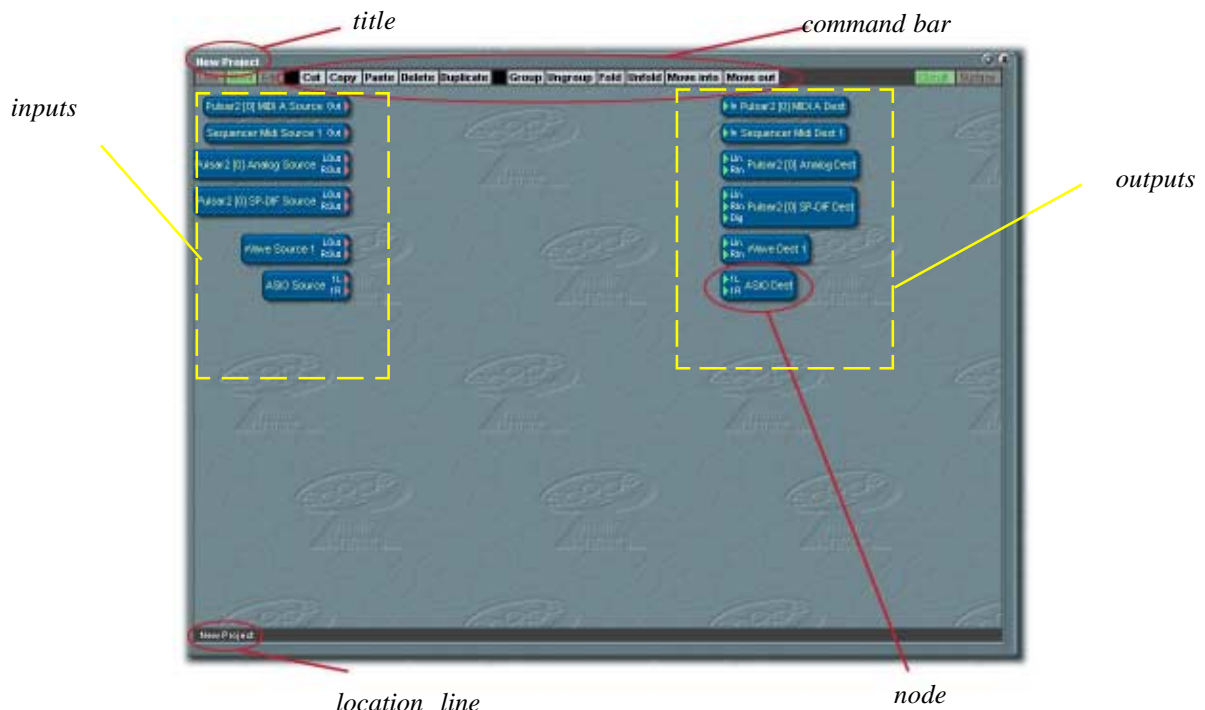 title
command bar
New Project
Cut Copy Paste Delete Duplicate Group Ungroup Fold Unfold Move into Move out
inputs
outputs
Pulsar2 [0] MIDI A Source Out
In Pulsar2 [0] MIDI A Dest
Sequencer Midi Source 1 Out
In Sequencer Midi Dest 1
Pulsar2 [0] Analog Source LOut
ROut
LIn Pulsar2 [0] Analog Dest
RIn
Pulsar2 [0] SP-DIF Source LOut
ROut
LIn
RIn Pulsar2 [0] SP-DIF Dest
Dig
Wave Source 1 LOut
ROut
LIn Wave Dest 1
RIn
ASIO Source 1L
1R
1L ASIO Dest
1R
New Project
location line
node